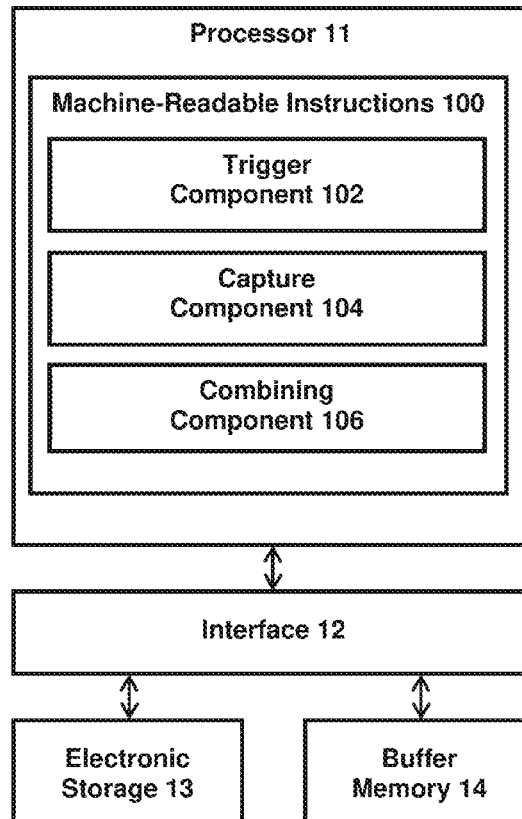 Processor 11
Machine-Readable Instructions 100
Trigger
Component 102
Capture
Component 104
Combining
Component 106
Interface 12
Electronic
Storage 13
Buffer
Memory 14